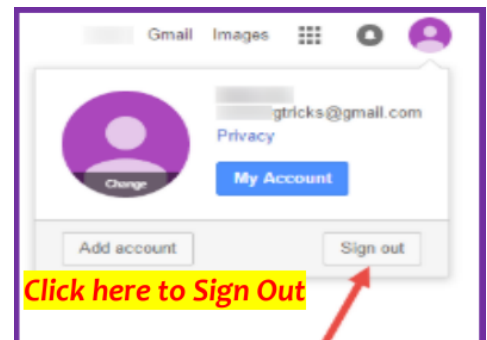 Gmail Images
gtricks@gmail.com
Privacy
Change
My Account
Add account
Sign out
Click here to Sign Out